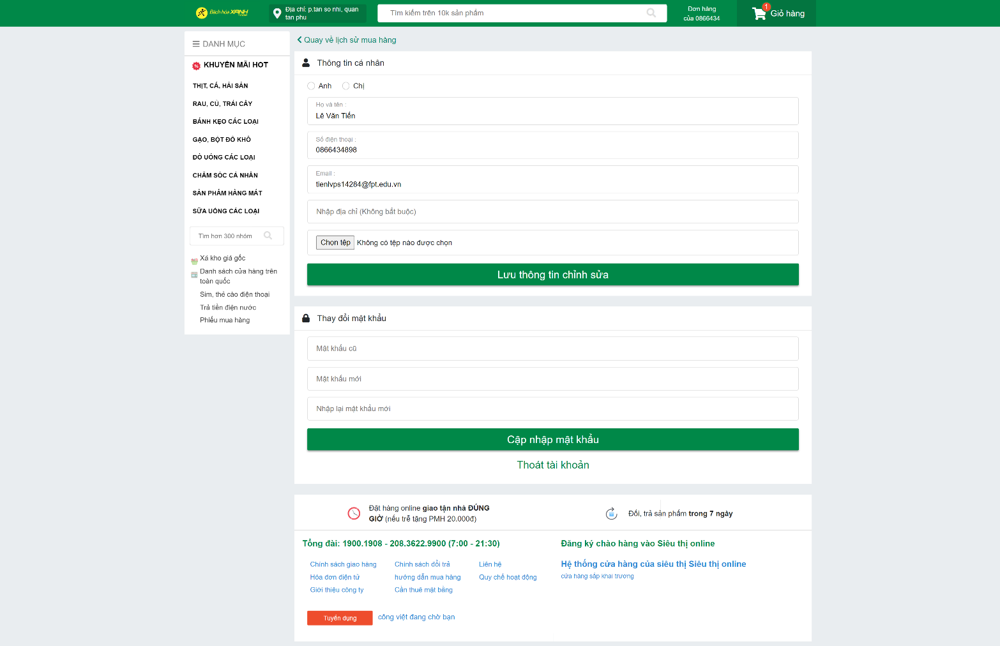 Bách hóa XANH
.COM
Địa chỉ: p.tan so nhi, quan
tan phu
Tìm kiếm trên 10k sản phẩm
Đơn hàng
của 0866434
1
Giỏ hàng
DANH MỤC
KHUYẾN MÃI HOT
THỊT, CÁ, HẢI SẢN
RAU, CỦ, TRÁI CÂY
BÁNH KẸO CÁC LOẠI
GẠO, BỘT ĐỒ KHÔ
ĐỒ UỐNG CÁC LOẠI
CHĂM SÓC CÁ NHÂN
SẢN PHẨM HÀNG MÁT
SỮA UỐNG CÁC LOẠI
Tìm hơn 300 nhóm
Xả kho giá gốc
Danh sách cửa hàng trên
toàn quốc
Sim, thẻ cào điện thoại
Trả tiền điện nước
Phiếu mua hàng
Quay về lịch sử mua hàng
Thông tin cá nhân
Anh
Chị
Họ và tên :
Lê Văn Tiến
Số điện thoại :
0866434898
Email :
tienlvps14284@fpt.edu.vn
Nhập địa chỉ (Không bắt buộc)
Chọn tệp Không có tệp nào được chọn
Lưu thông tin chỉnh sửa
Thay đổi mật khẩu
Mật khẩu cũ
Mật khẩu mới
Nhập lại mật khẩu mới
Cập nhập mật khẩu
Thoát tài khoản
Đặt hàng online giao tận nhà ĐÚNG
GIỜ (nếu trễ tặng PMH 20.000đ)
Đổi, trả sản phẩm trong 7 ngày
Tổng đài: 1900.1908 - 208.3622.9900 (7:00 - 21:30)
Chính sách giao hàng
Chính sách đổi trả
Liên hệ
Hóa đơn điện tử
hướng dẫn mua hàng
Quy chế hoạt động
Giới thiệu công ty
Cần thuê mặt bằng
Tuyển dụng
công việt đang chờ bạn
Đăng ký chào hàng vào Siêu thị online
Hệ thống cửa hàng của siêu thị Siêu thị online
cửa hàng sắp khai trương